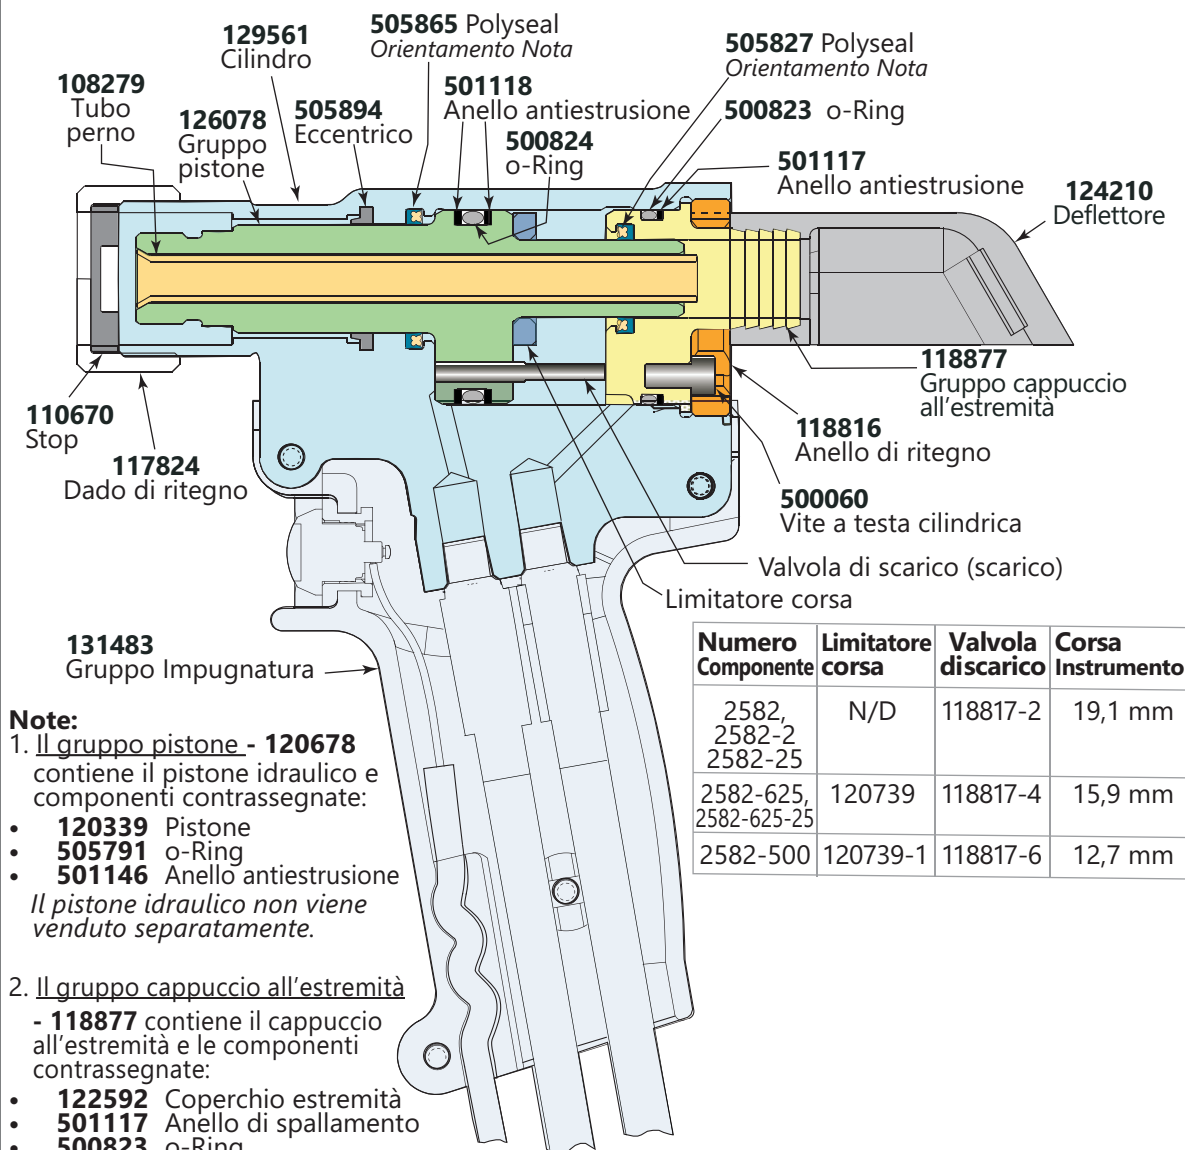 129561
Cilindro
505865 Polyseal
Orientamento Nota
505827 Polyseal
Orientamento Nota
108279
Tubo
perno
126078
Gruppo
pistone
505894
Eccentrico
501118
Anello antiestrusione
500824
o-Ring
500823 o-Ring
501117
Anello antiestrusione
124210
Deflettore
110670
Stop
117824
Dado di ritegno
118877
Gruppo cappuccio
all'estremità
118816
Anello di ritegno
500060
Vite a testa cilindrica
Valvola di scarico (scarico)
Limitatore corsa
131483
Gruppo Impugnatura
Numero Componente | Limitatore corsa | Valvola discarico | Corsa Instrumento
2582, 2582-2 2582-25 | N/D | 118817-2 | 19,1 mm
2582-625, 2582-625-25 | 120739 | 118817-4 | 15,9 mm
2582-500 | 120739-1 | 118817-6 | 12,7 mm
Note:
1. Il gruppo pistone - 120678
contiene il pistone idraulico e
componenti contrassegnate:
• 120339 Pistone
• 505791 o-Ring
• 501146 Anello antiestrusione
Il pistone idraulico non viene
venduto separatamente.
2. Il gruppo cappuccio all'estremità
- 118877 contiene il cappuccio
all'estremità e le componenti
contrassegnate:
• 122592 Coperchio estremità
• 501117 Anello di spallamento
• 500823 o-Ring